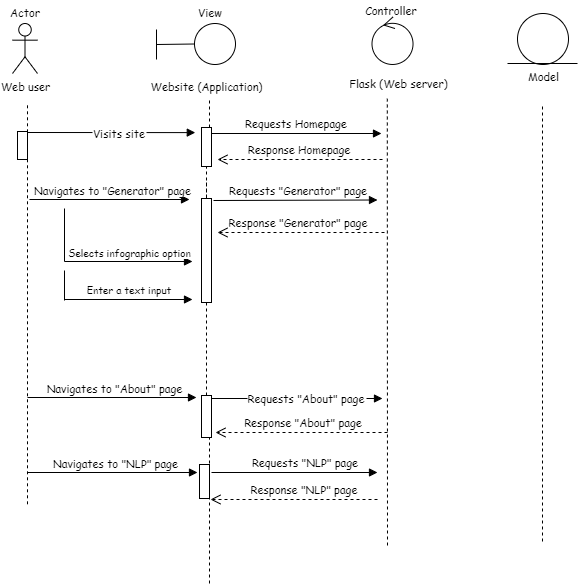 Actor
View
Controller
Web user
Website (Application)
Flask (Web server)
Model
Visits site
Requests Homepage
Response Homepage
Navigates to "Generator" page
Requests "Generator" page
Response "Generator" page
Selects infographic option
Enter a text input
Navigates to "About" page
Requests "About" page
Response "About" page
Navigates to "NLP" page
Requests "NLP" page
Response "NLP" page